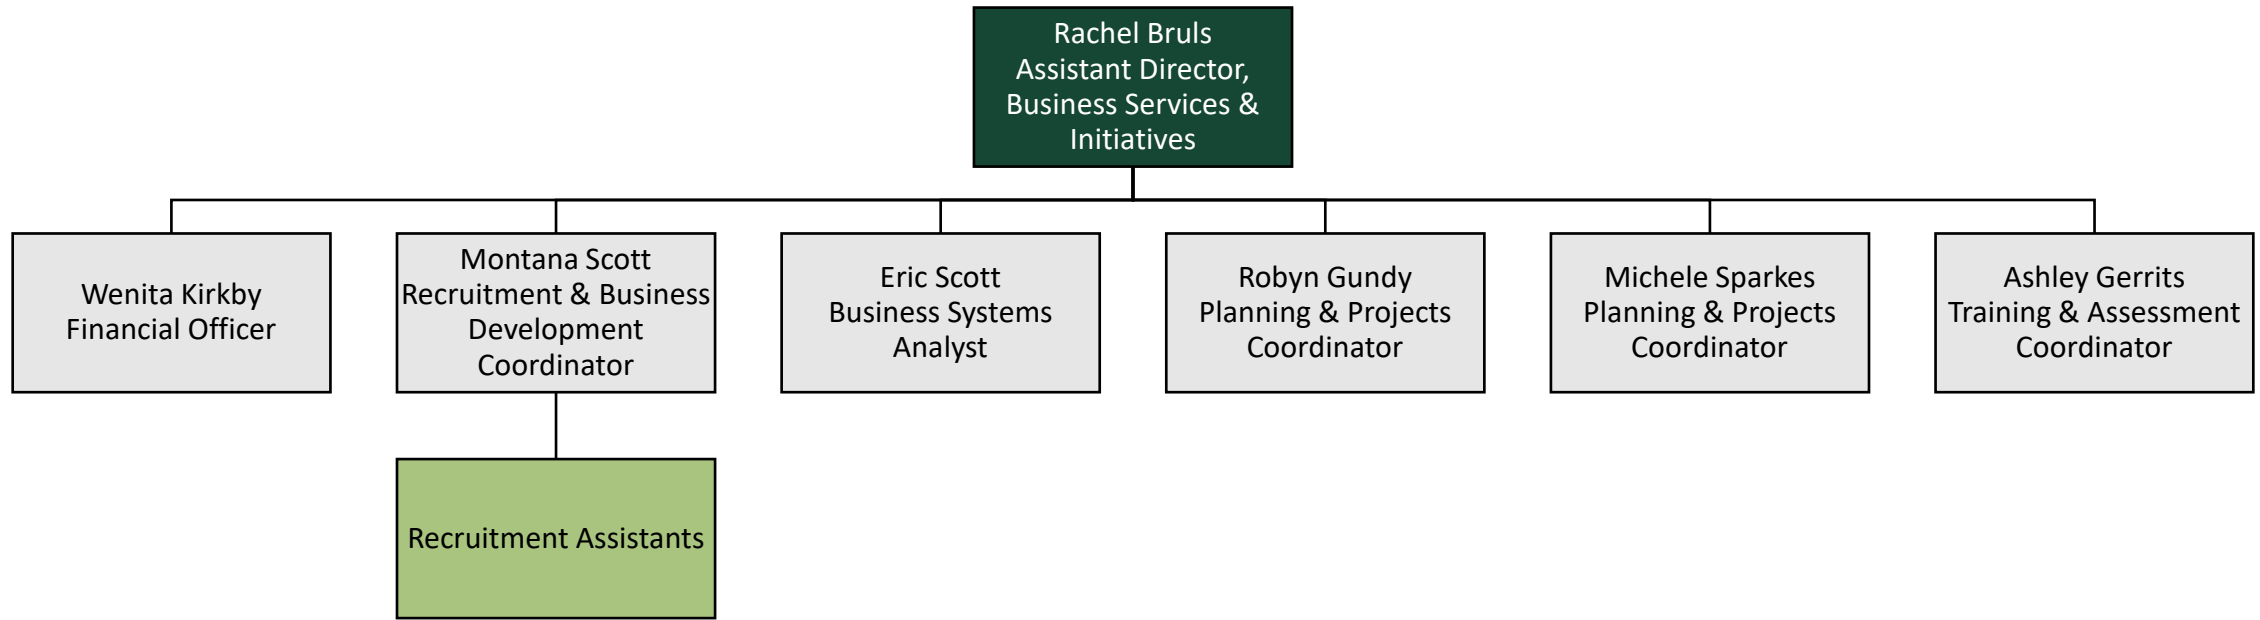 Rachel Bruls
Assistant Director,
Business Services &
Initiatives
Wenita Kirkby
Financial Officer
Montana Scott
Recruitment & Business
Development
Coordinator
Eric Scott
Business Systems
Analyst
Robyn Gundy
Planning & Projects
Coordinator
Michele Sparkes
Planning & Projects
Coordinator
Ashley Gerrits
Training & Assessment
Coordinator
Recruitment Assistants